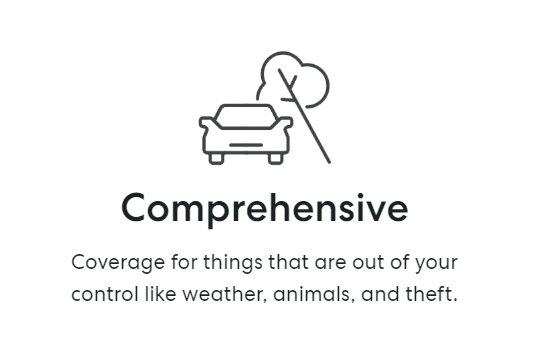 Comprehensive
Coverage for things that are out of your
control like weather, animals, and theft.